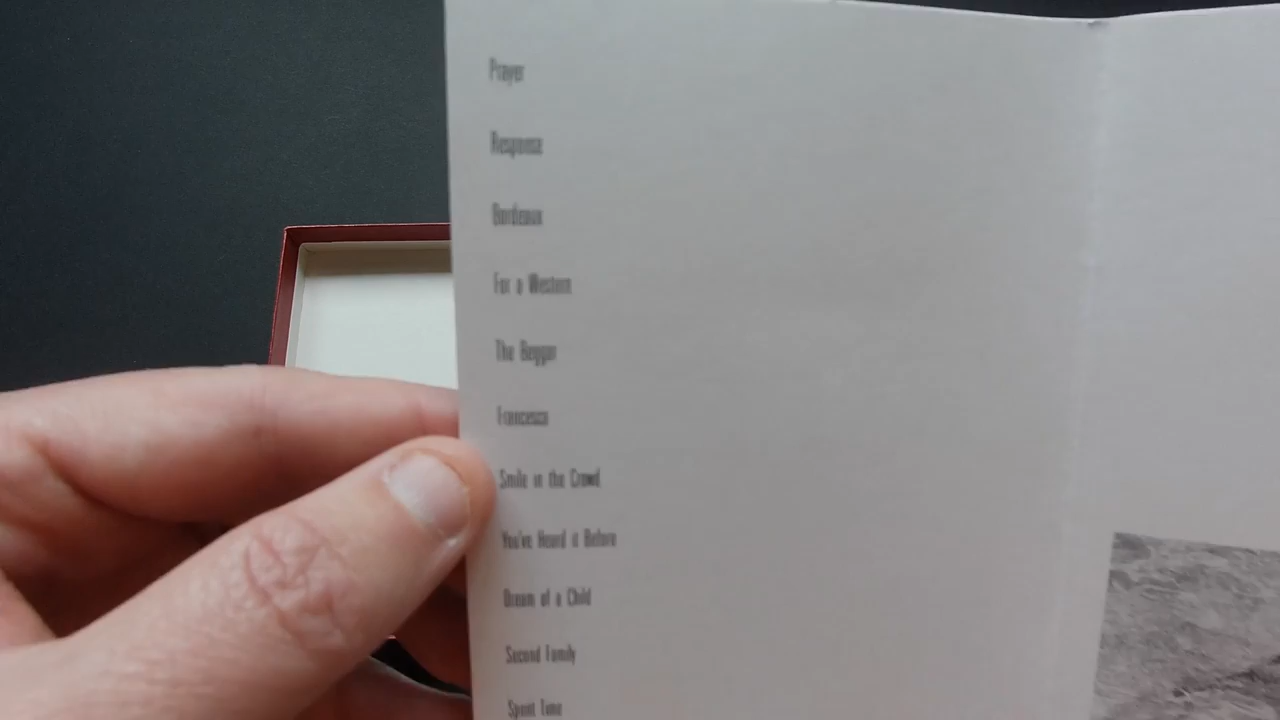 Prayer
Response
Bordeaux
For a Western
The Beggar
Francesca
Smile in the Crowd
You've Heard it Before
Dream of a Child
Second Family
Spent Time